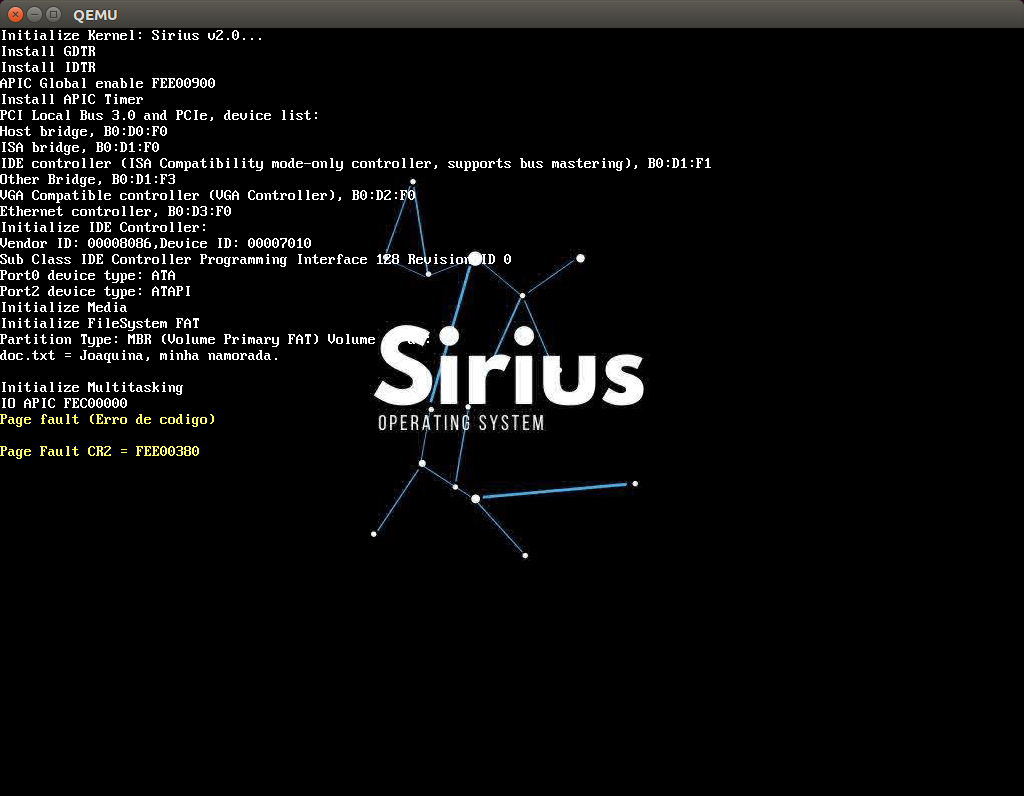 QEMU
Initialize Kernel: Sirius v2.0...
Install GDTR
Install IDTR
APIC Global enable FEE00900
Install APIC Timer
PCI Local Bus 3.0 and PCIe, device list:
Host bridge, B0:D0:F0
ISA bridge, B0:D1:F0
IDE controller (ISA Compatibility mode-only controller, supports bus mastering), B0:D1:F1
Other Bridge, B0:D1:F3
VGA Compatible controller (VGA Controller), B0:D2:F0
Ethernet controller, B0:D3:F0
Initialize IDE Controller:
Vendor ID: 00008086,Device ID: 00007010
Sub Class IDE Controller Programming Interface 128 Revision ID 0
Port0 device type: ATA
Port2 device type: ATAPI
Initialize Media
Initialize FileSystem FAT
Partition Type: MBR (Volume Primary FAT) Volume
doc.txt = Joaquina, minha namorada.
Initialize Multitasking
IO APIC FEC00000
Page fault (Erro de codigo)
Page Fault CR2 = FEE00380
Sirius
OPERATING SYSTEM